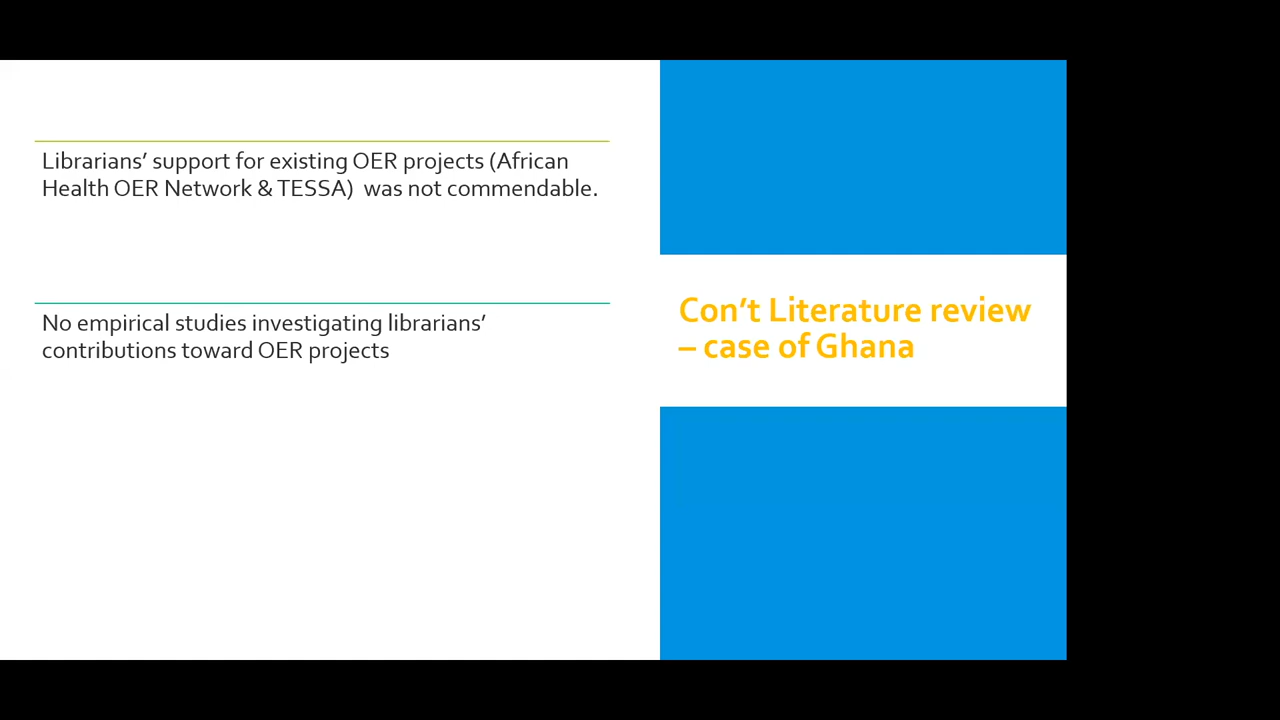 Librarians’ support for existing OER projects (African
Health OER Network & TESSA)  was not commendable.
No empirical studies investigating librarians’
contributions toward OER projects
Con’t Literature review
– case of Ghana